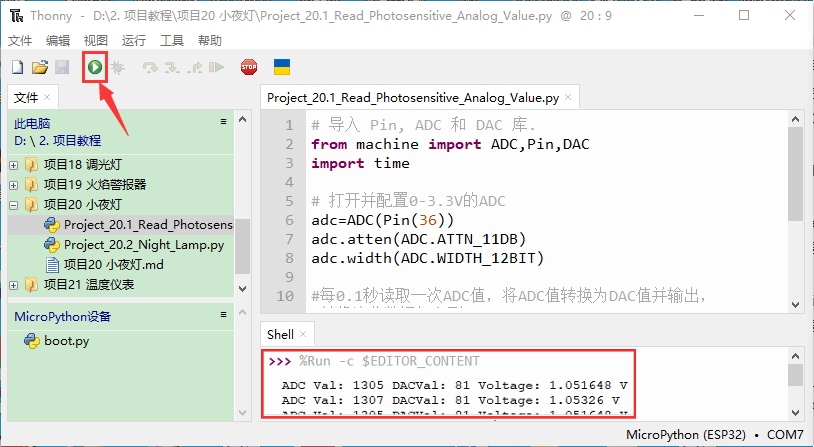 Thonny - D:\2. 项目教程\项目20 小夜灯\Project_20.1_Read_Photosensitive_Analog_Value.py @ 20 : 9
文件 编辑 视图 运行 工具 帮助
STOP
文件
此电脑
D: \ 2. 项目教程
项目18 调光灯
项目19 火焰警报器
项目20 小夜灯
Project_20.1_Read_Photosens
Project_20.2_Night_Lamp.py
项目20 小夜灯.md
项目21 温度仪表
MicroPython设备
boot.py
Project_20.1_Read_Photosensitive_Analog_Value.py
1 # 导入 Pin, ADC 和 DAC 库.
2 from machine import ADC,Pin,DAC
3 import time
4
5 # 打开并配置0-3.3V的ADC
6 adc=ADC(Pin(36))
7 adc.atten(ADC.ATTN_11DB)
8 adc.width(ADC.WIDTH_12BIT)
9
10 #每0.1秒读取一次ADC值，将ADC值转换为DAC值并输出，
Shell
>>> %Run -c $EDITOR_CONTENT
ADC Val: 1305 DACVal: 81 Voltage: 1.051648 V
ADC Val: 1307 DACVal: 81 Voltage: 1.05326 V
ADC Val: 1305 DACVal: 81 Voltage: 1.051648 V
MicroPython (ESP32) • COM7